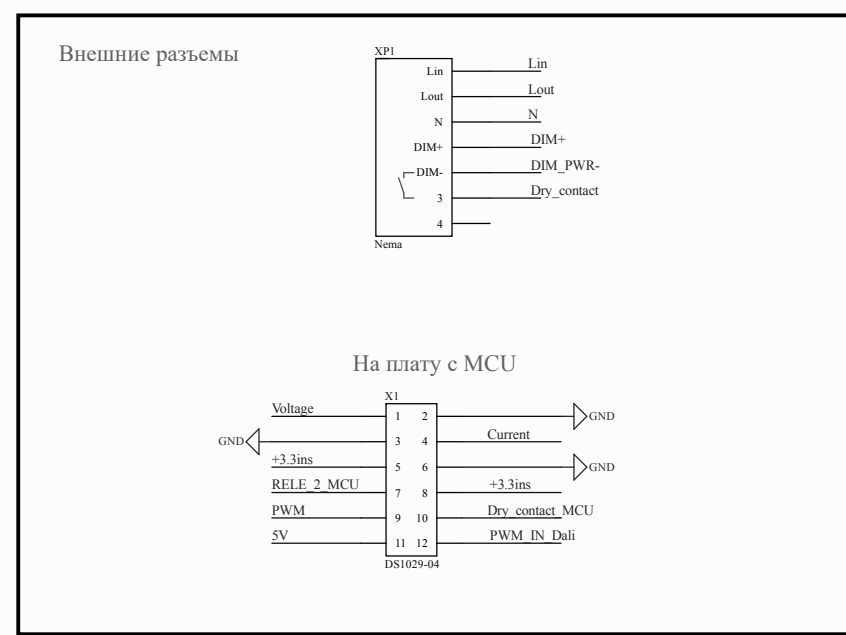 Внешние разъемы
XP1
Lin Lin
Lout Lout
N N
DIM+ DIM+
DIM- DIM_PWR-
3 Dry_contact
4
Nema
На плату с MCU
X1
Voltage 1 2 GND
GND 3 4 Current
+3.3ins 5 6 GND
RELE_2_MCU 7 8 +3.3ins
PWM 9 10 Dry_contact_MCU
5V 11 12 PWM_IN_Dali
DS1029-04